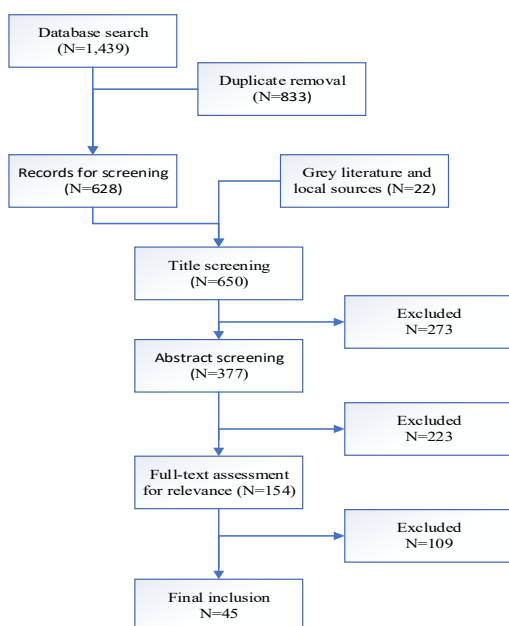 Database search
(N=1,439)
Duplicate removal
(N=833)
Records for screening
(N=628)
Grey literature and
local sources (N=22)
Title screening
(N=650)
Excluded
N=273
Abstract screening
(N=377)
Excluded
N=223
Full-text assessment
for relevance (N=154)
Excluded
N=109
Final inclusion
N=45